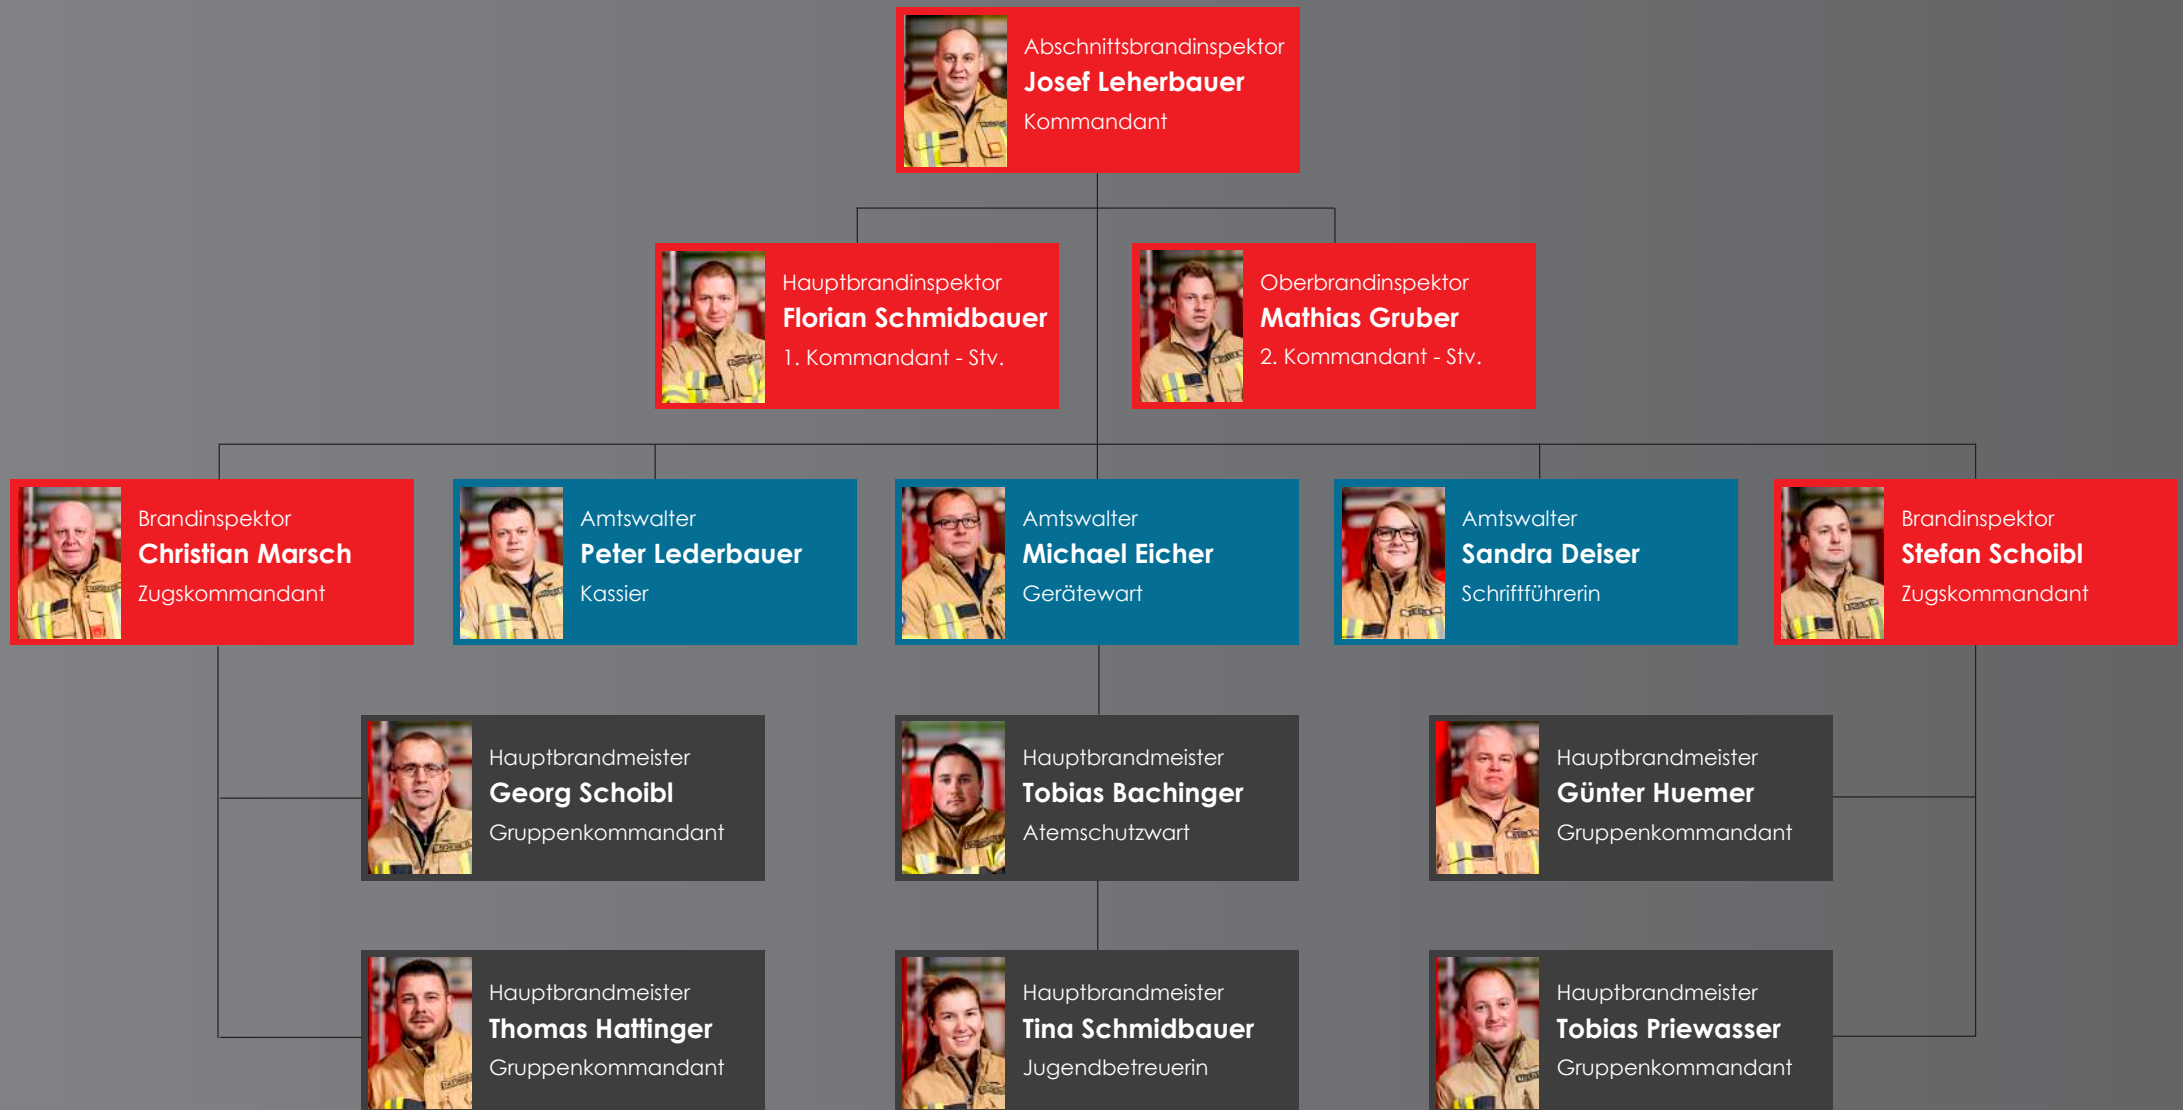 Abschnittsbrandinspektor
Josef Leherbauer
Kommandant
Hauptbrandinspektor
Florian Schmidbauer
1. Kommandant - Stv.
Oberbrandinspektor
Mathias Gruber
2. Kommandant - Stv.
Brandinspektor
Christian Marsch
Zugskommandant
Amtswalter
Peter Lederbauer
Kassier
Amtswalter
Michael Eicher
Gerätewart
Amtswalter
Sandra Deiser
Schriftführerin
Brandinspektor
Stefan Schoibl
Zugskommandant
Hauptbrandmeister
Georg Schoibl
Gruppenkommandant
Hauptbrandmeister
Tobias Bachinger
Atemschutzwart
Hauptbrandmeister
Günter Huemer
Gruppenkommandant
Hauptbrandmeister
Thomas Hattinger
Gruppenkommandant
Hauptbrandmeister
Tina Schmidbauer
Jugendbetreuerin
Hauptbrandmeister
Tobias Priewasser
Gruppenkommandant